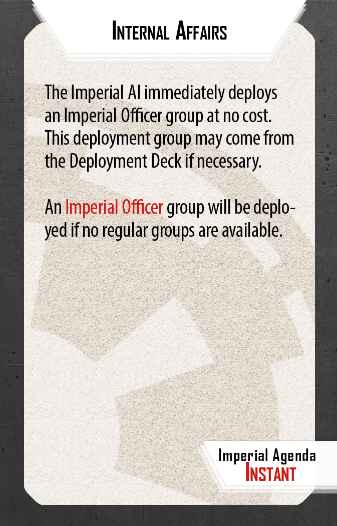 Internal Affairs
The Imperial AI immediately deploys
an Imperial Officer group at no cost.
This deployment group may come from
the Deployment Deck if necessary.
An Imperial Officer group will be deplo-
yed if no regular groups are available.
Imperial Agenda
Instant